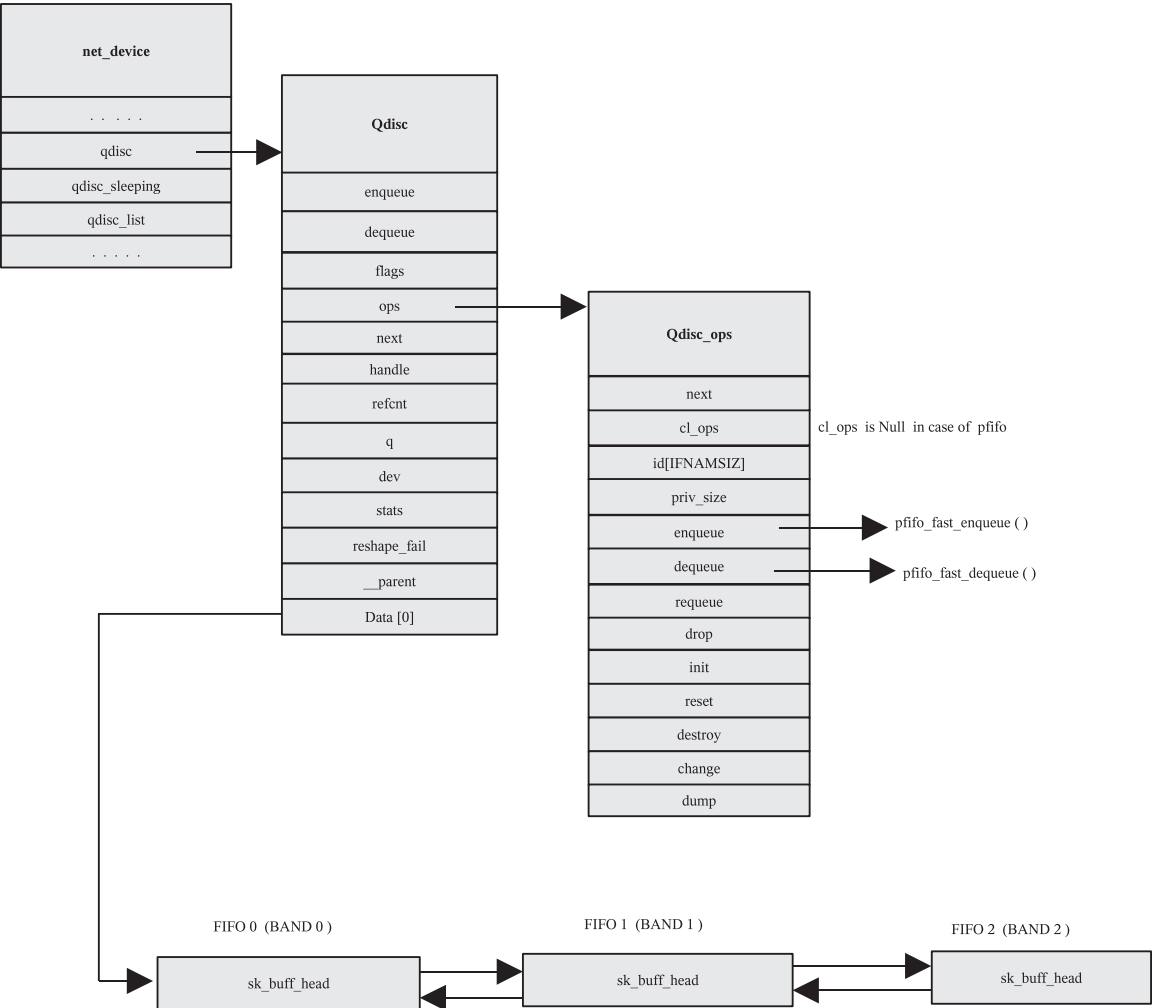 net_device
. . . . .
qdisc
qdisc_sleeping
qdisc_list
. . . . .
Qdisc
enqueue
dequeue
flags
ops
next
handle
refcnt
q
dev
stats
reshape_fail
__parent
Data [0]
Qdisc_ops
next
cl_ops
cl_ops is Null in case of pfifo
id[IFNAMSIZ]
priv_size
enqueue
pfifo_fast_enqueue ( )
dequeue
pfifo_fast_dequeue ( )
requeue
drop
init
reset
destroy
change
dump
FIFO 0 (BAND 0 )
FIFO 1 (BAND 1 )
FIFO 2 (BAND 2 )
sk_buff_head
sk_buff_head
sk_buff_head